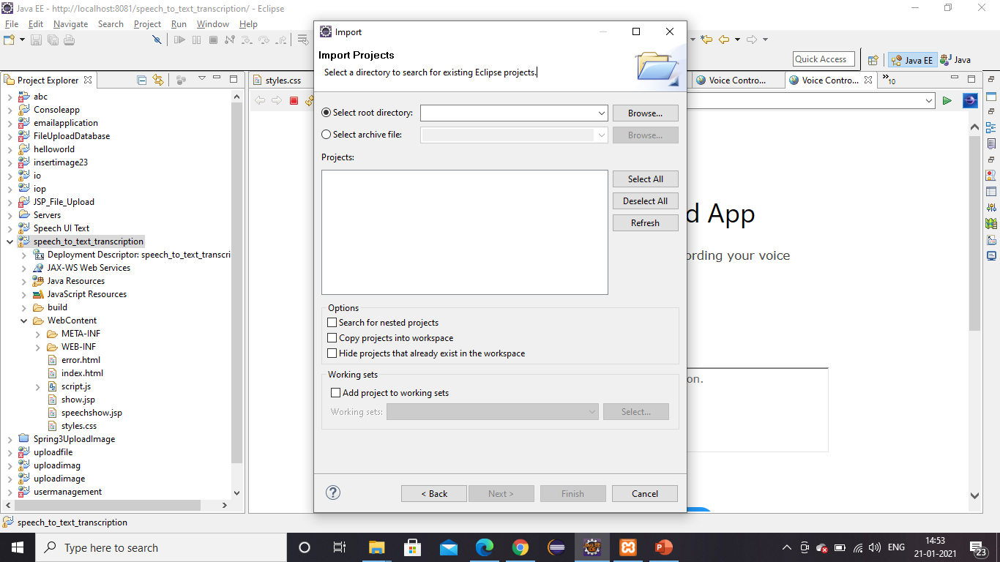 Java EE - http://localhost:8081/speech_to_text_transcription/ - Eclipse
File Edit Navigate Search Project Run Window Help
Quick Access
Java EE
Java
Project Explorer
abc
Consoleapp
emailapplication
FileUploadDatabase
helloworld
insertimage23
io
iop
JSP_File_Upload
Servers
Speech UI Text
speech_to_text_transcription
Deployment Descriptor: speech_to_text_transcri
JAX-WS Web Services
Java Resources
JavaScript Resources
build
WebContent
META-INF
WEB-INF
error.html
index.html
script.js
show.jsp
speechshow.jsp
styles.css
Spring3UploadImage
uploadfile
uploadimag
uploadimage
usermanagement
styles.css
Voice Contro...
Voice Contro...
»10
d App
ording your voice
on.
Import
Import Projects
Select a directory to search for existing Eclipse projects.
Select root directory:
Browse...
Select archive file:
Browse...
Projects:
Select All
Deselect All
Refresh
Options
Search for nested projects
Copy projects into workspace
Hide projects that already exist in the workspace
Working sets
Add project to working sets
Working sets:
Select...
?
< Back
Next >
Finish
Cancel
speech_to_text_transcription
Type here to search
ENG
14:53
21-01-2021
23